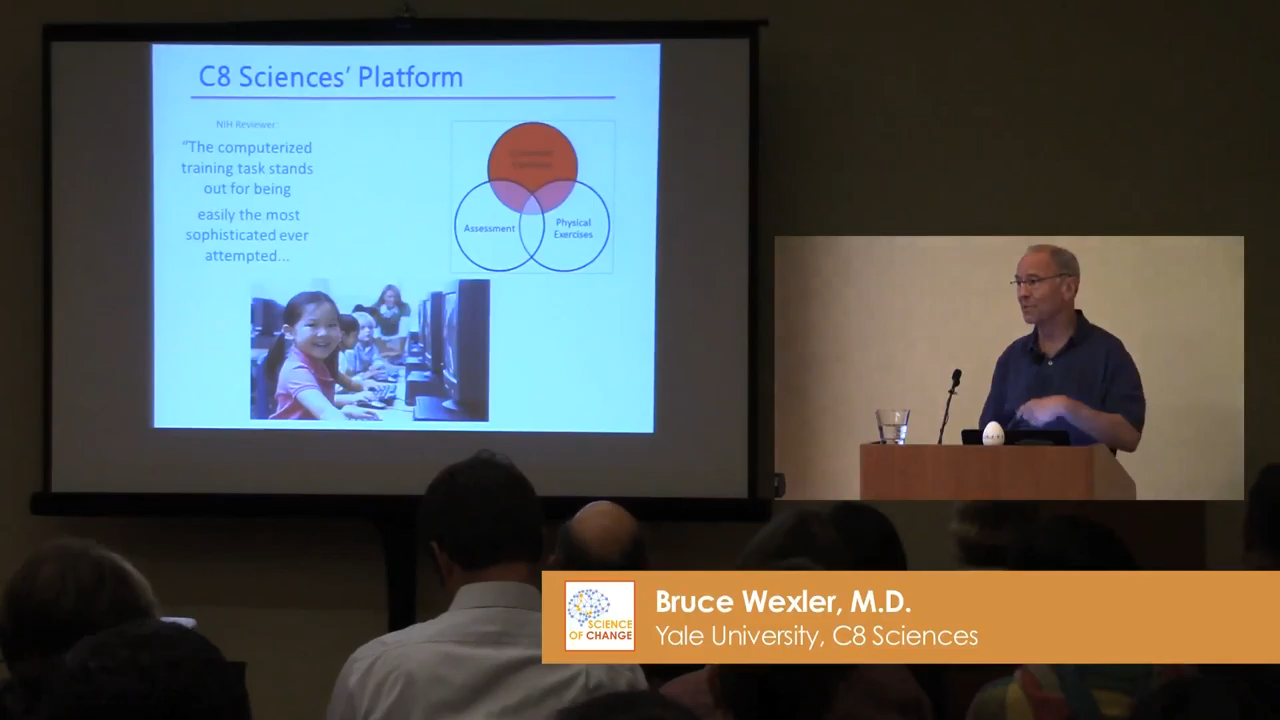 C8 Sciences' Platform
NIH Reviewer:
"The computerized
training task stands
out for being
easily the most
sophisticated ever
attempted...
Assessment
Physical
Exercises
SCIENCE
OF CHANGE
Bruce Wexler, M.D.
Yale University, C8 Sciences